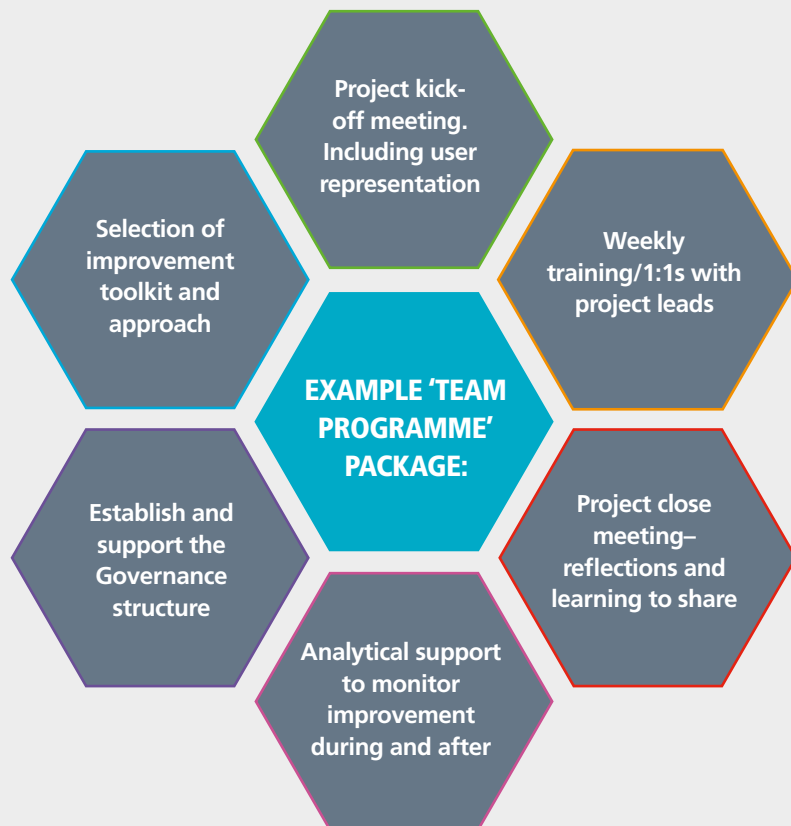 Project kick-
off meeting.
Including user
representation
Selection of
improvement
toolkit and
approach
Weekly
training/1:1s with
project leads
EXAMPLE ‘TEAM
PROGRAMME’
PACKAGE:
Establish and
support the
Governance
structure
Project close
meeting–
reflections and
learning to share
Analytical support
to monitor
improvement
during and after